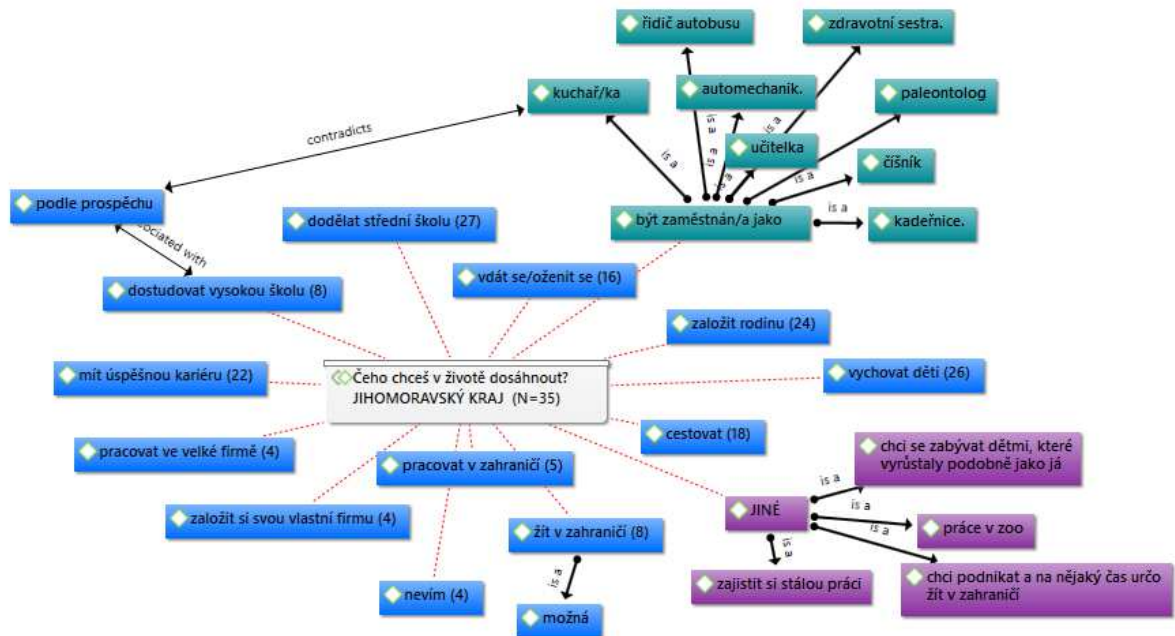 řidič autobusu
zdravotní sestra.
kuchař/ka
automechanik.
paleontolog
contradicts
is a
is a
is a
učitelka
is a
is a
číšník
is a
podle prospěchu
dodělat střední školu (27)
být zaměstnán/a jako
is a
kadeřnice.
ociated with
vdát se/oženit se (16)
dostudovat vysokou školu (8)
založit rodinu (24)
mít úspěšnou kariéru (22)
Čeho chceš v životě dosáhnout?
JIHOMORAVSKÝ KRAJ (N=35)
vychovat děti (26)
cestovat (18)
pracovat ve velké firmě (4)
pracovat v zahraničí (5)
chci se zabývat dětmi, které
vyrůstaly podobně jako já
is a
JINÉ
is a
založit si svou vlastní firmu (4)
žít v zahraničí (8)
práce v zoo
is a
is a
is a
nevím (4)
zajistit si stálou práci
chci podnikat a na nějaký čas určo
žít v zahraničí
možná